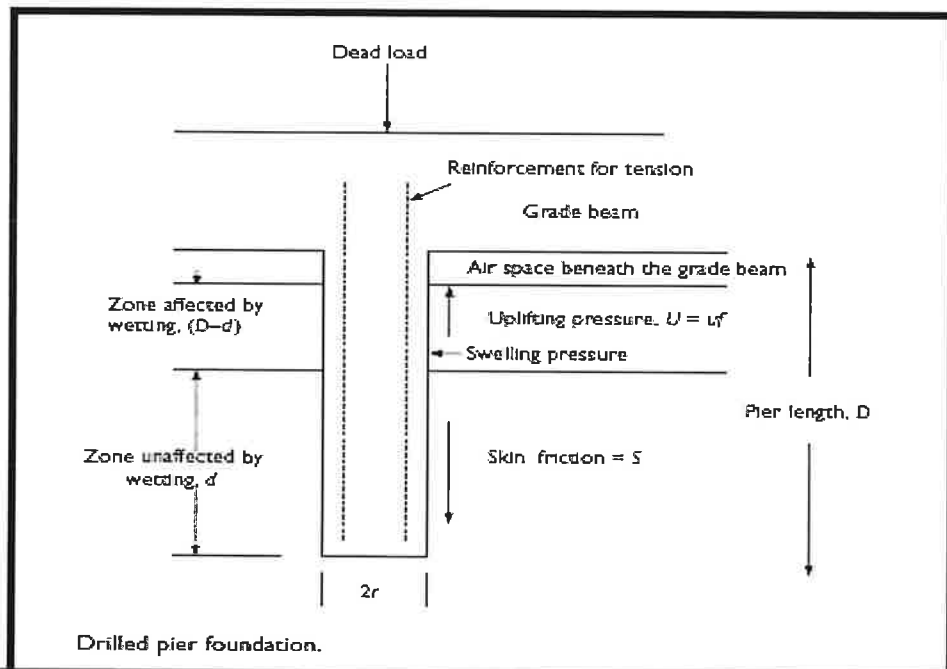 Dead load
Reinforcement for tension
Grade beam
Air space beneath the grade beam
Zone affected by
wetting, (D–d)
Uplifting pressure, U = uf
Swelling pressure
Pier length, D
Zone unaffected by
wetting, d
Skin friction = S
2r
Drilled pier foundation.